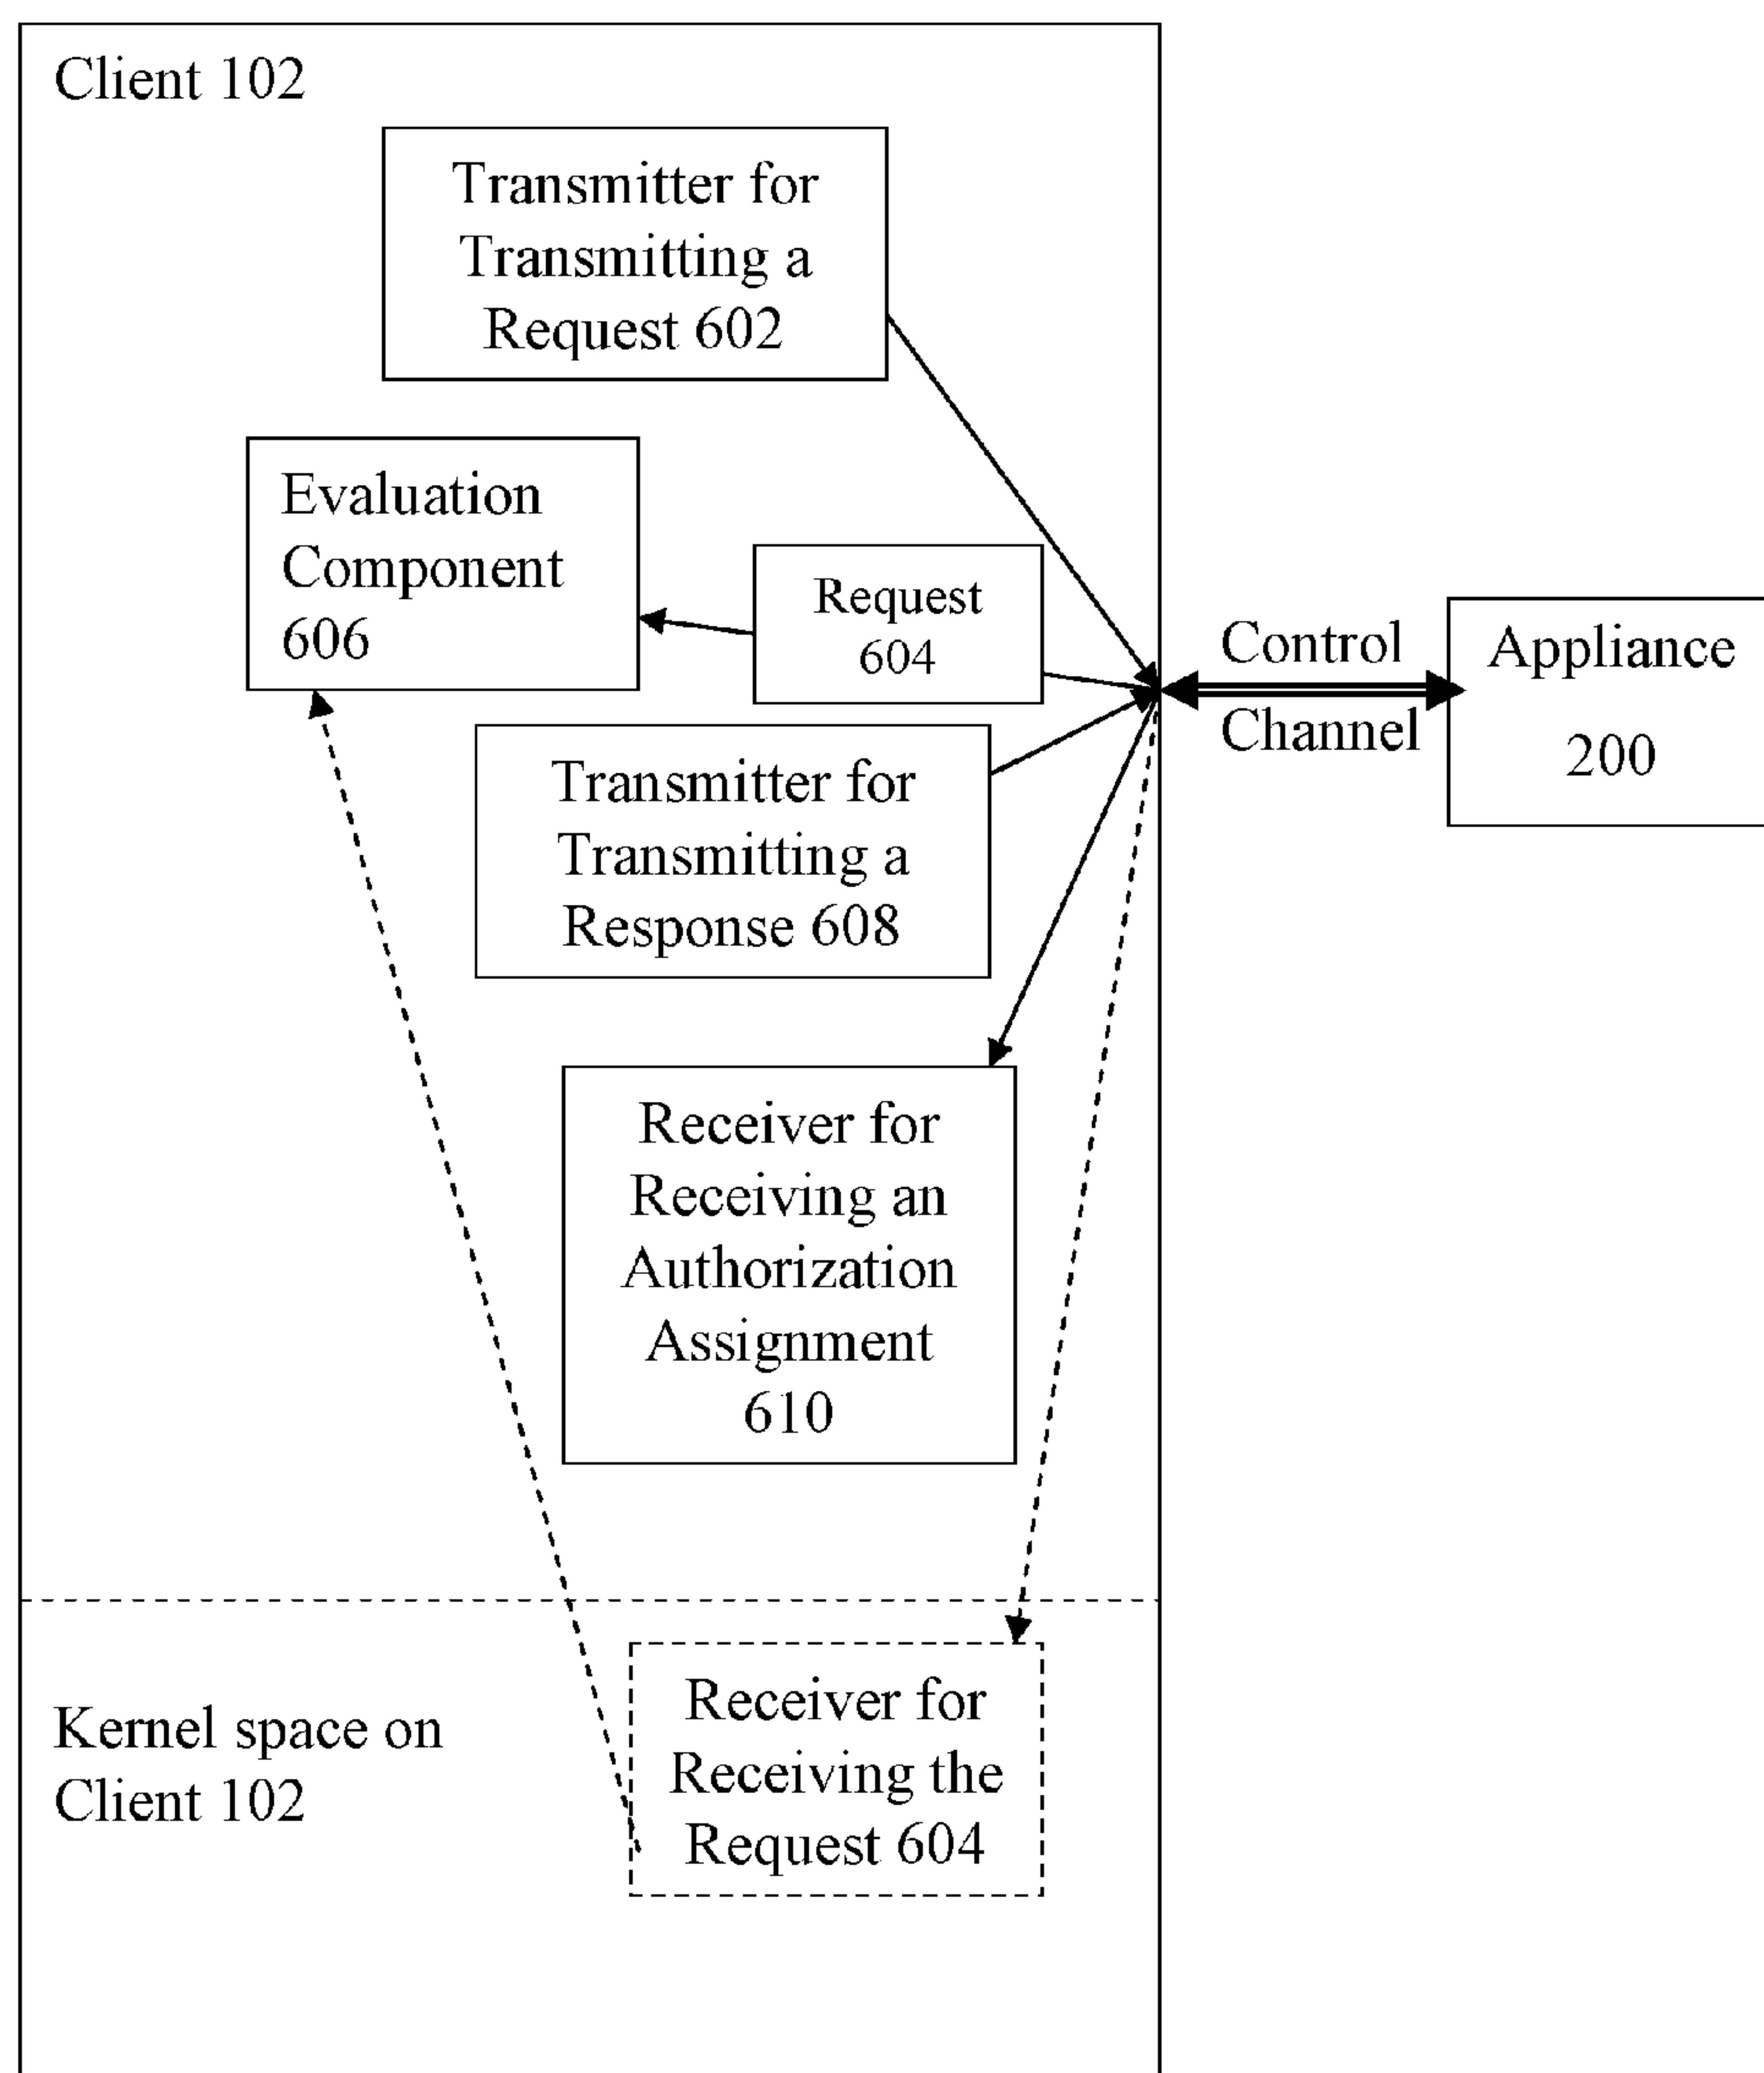 Client 102
Transmitter for
Transmitting a
Request 602
Evaluation
Component
606
Request
604
Control
Channel
Appliance
200
Transmitter for
Transmitting a
Response 608
Receiver for
Receiving an
Authorization
Assignment
610
Kernel space on
Client 102
Receiver for
Receiving the
Request 604